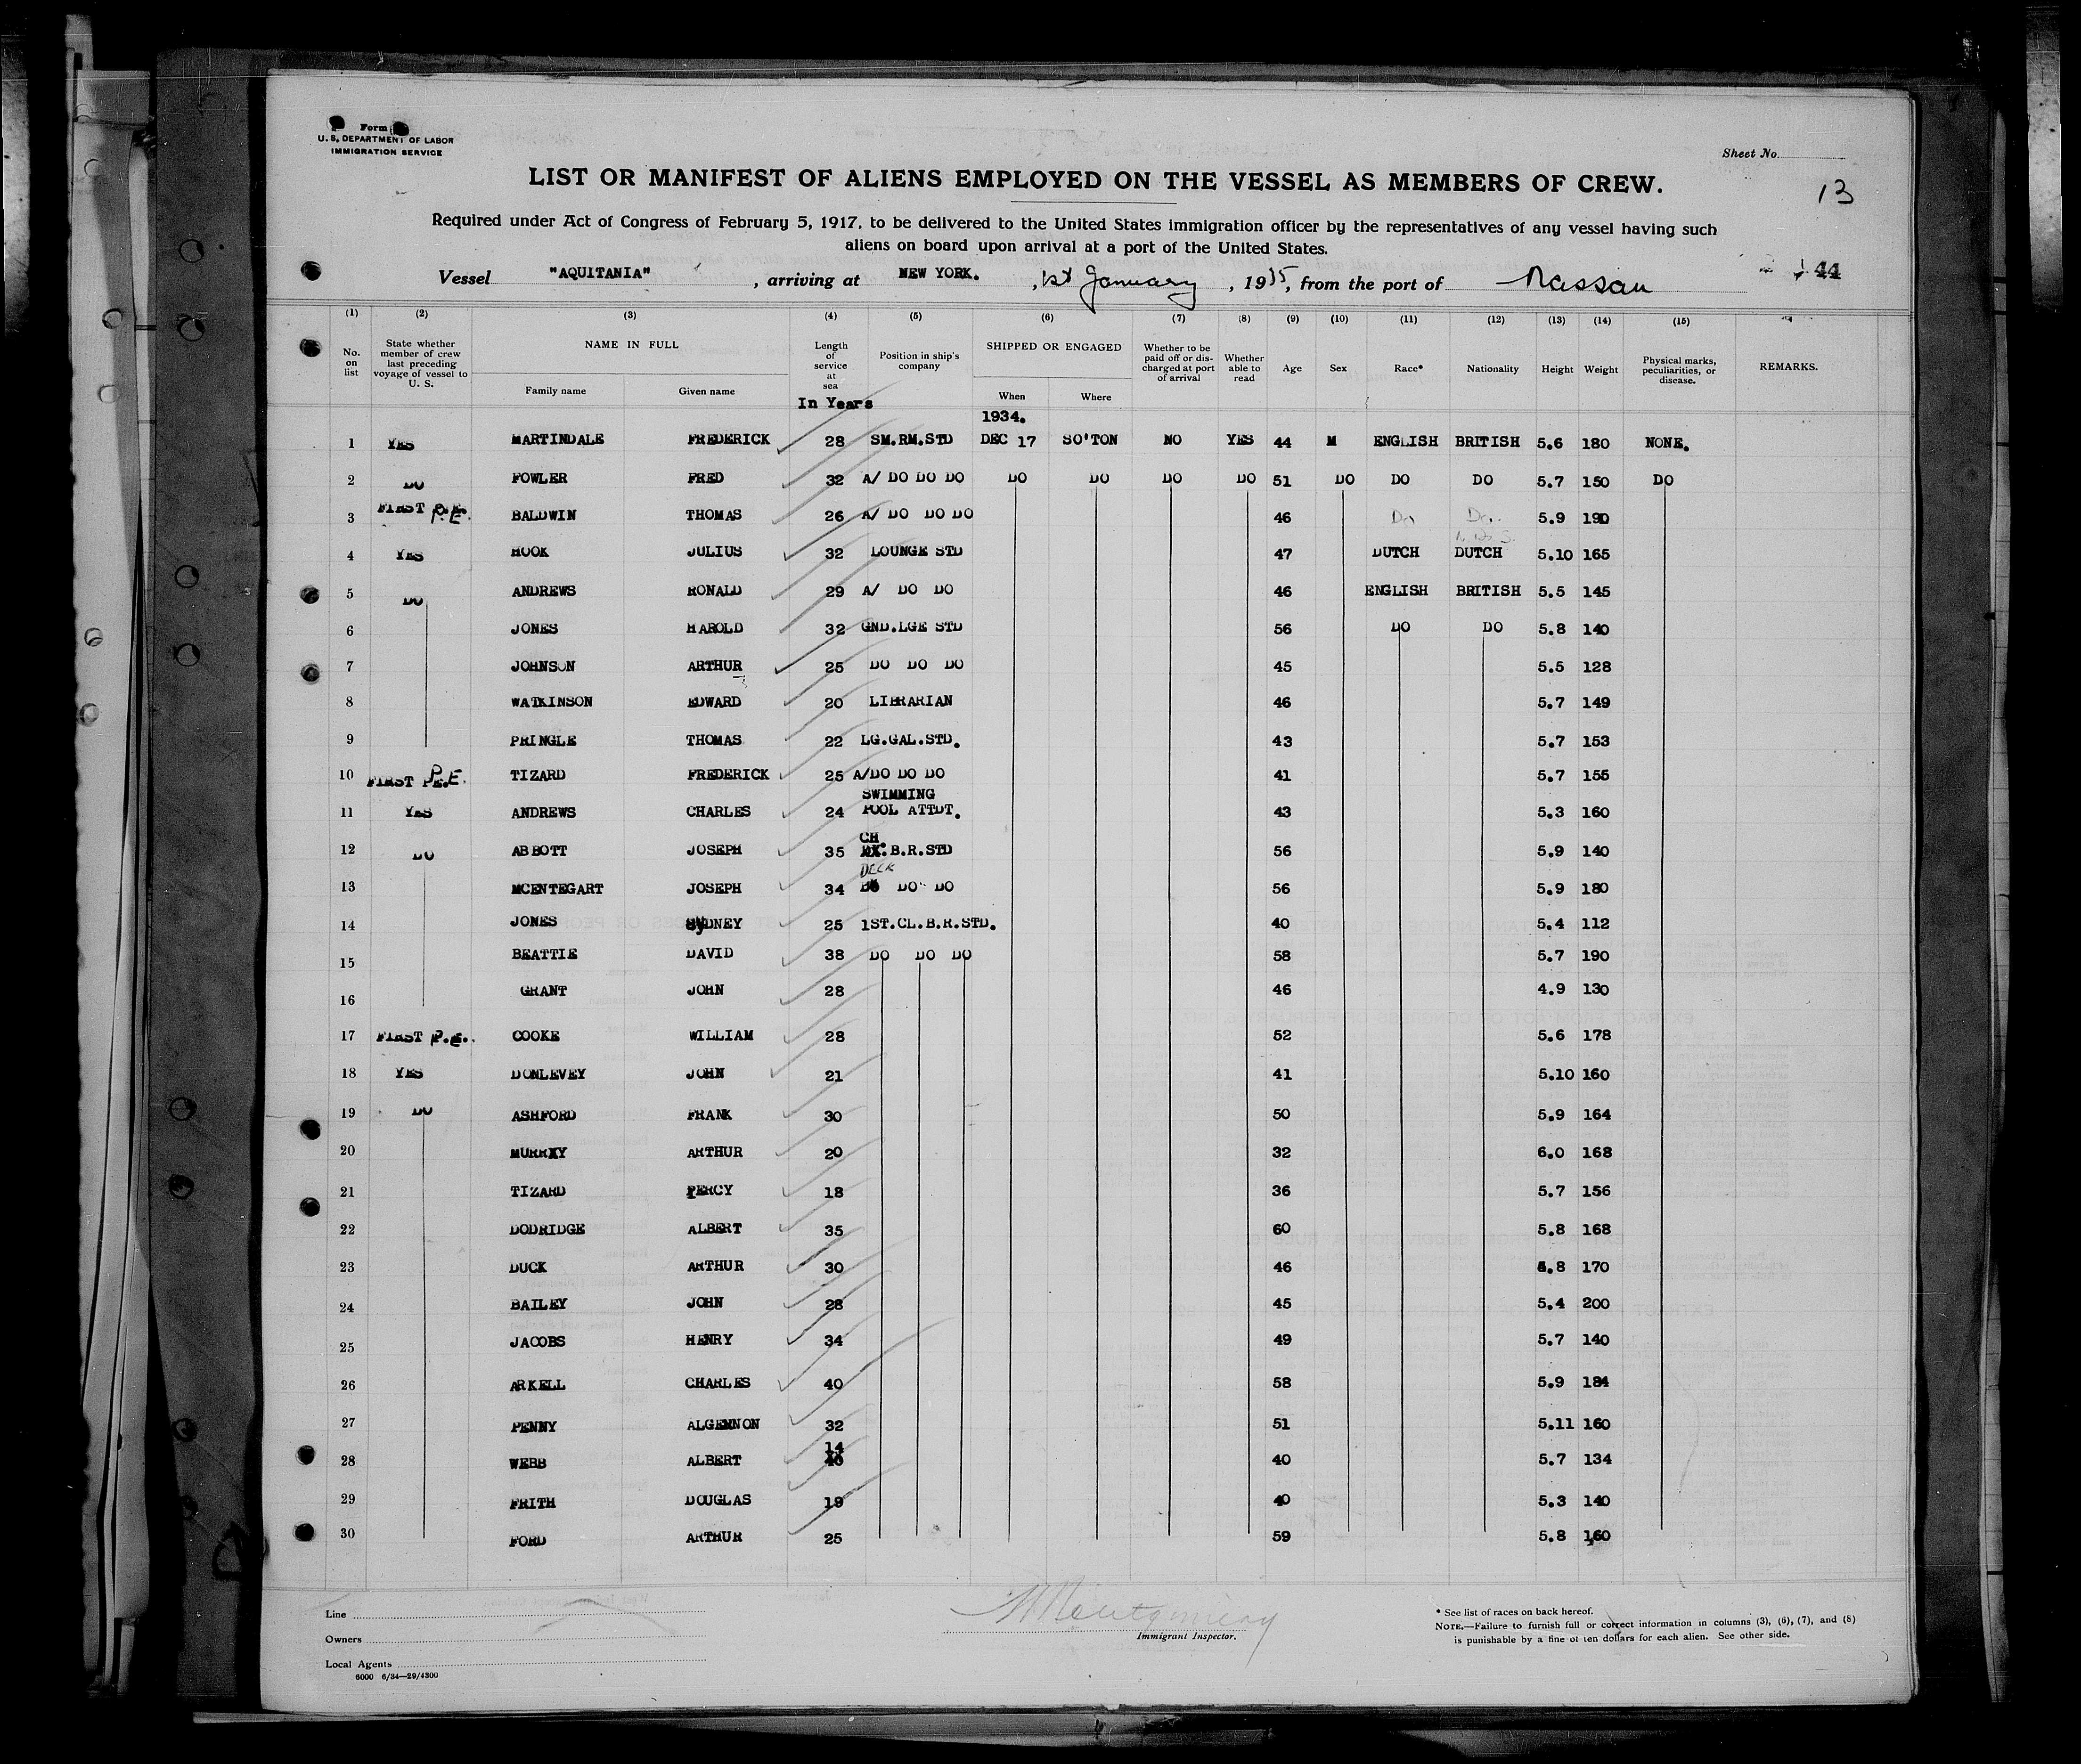 Form
U. S. DEPARTMENT OF LABOR
IMMIGRATION SERVICE
Sheet No.
LIST OR MANIFEST OF ALIENS EMPLOYED ON THE VESSEL AS MEMBERS OF CREW.
13
Required under Act of Congress of February 5, 1917, to be delivered to the United States immigration officer by the representatives of any vessel having such
aliens on board upon arrival at a port of the United States.
Vessel "AQUITANIA" , arriving at NEW YORK. , 1st January , 1935, from the port of Nassau 44
(1) (2) (3) (4) (5) (6) (7) (8) (9) (10) (11) (12) (13) (14) (15)
No. on list
State whether member of crew last preceding voyage of vessel to U. S.
NAME IN FULL
Family name Given name
Length of service at sea
In Years
Position in ship's company
SHIPPED OR ENGAGED
When Where
Whether to be paid off or discharged at port of arrival
Whether able to read
Age Sex Race* Nationality Height Weight
Physical marks, peculiarities, or disease.
REMARKS.
1934.
1 YES MARTINDALE FREDERICK 28 SM.RM.STD DEC 17 SO'TON NO YES 44 M ENGLISH BRITISH 5.6 180 NONE.
2 DO FOWLER FRED 32 A/ DO DO DO DO DO DO DO 51 DO DO DO 5.7 150 DO
3 FIRST P.E. BALDWIN THOMAS 26 A/ DO DO DO 46 Do Do. 5.9 190
4 YES HOOK JULIUS 32 LOUNGE STD 47 DUTCH DUTCH 5.10 165
5 DO ANDREWS RONALD 29 A/ DO DO 46 ENGLISH BRITISH 5.5 145
6 JONES HAROLD 32 GND.LGE STD 56 DO DO 5.8 140
7 JOHNSON ARTHUR 25 DO DO DO 45 5.5 128
8 WATKINSON EDWARD 20 LIBRARIAN 46 5.7 149
9 PRINGLE THOMAS 22 LG.GAL.STD. 43 5.7 153
10 FIRST P.E. TIZARD FREDERICK 25 A/DO DO DO 41 5.7 155
11 YES ANDREWS CHARLES 24 SWIMMING POOL ATTDT. 43 5.3 160
12 DO ABBOTT JOSEPH 35 CH B.R.STD 56 5.9 140
13 MCENTEGART JOSEPH 34 DECK DO DO 56 5.9 180
14 JONES SYDNEY 25 1ST.CL.B.R.STD. 40 5.4 112
15 BEATTIE DAVID 38 DO DO DO 58 5.7 190
16 GRANT JOHN 28 46 4.9 130
17 FIRST P.E. COOKE WILLIAM 28 52 5.6 178
18 YES DONLEVEY JOHN 21 41 5.10 160
19 DO ASHFORD FRANK 30 50 5.9 164
20 MURRXY ARTHUR 20 32 6.0 168
21 TIZARD PERCY 18 36 5.7 156
22 DODRIDGE ALBERT 35 60 5.8 168
23 DUCK ARTHUR 30 46 5.8 170
24 BAILEY JOHN 28 45 5.4 200
25 JACOBS HENRY 34 49 5.7 140
26 ARKELL CHARLES 40 58 5.9 184
27 PENNY ALGENNON 32 51 5.11 160
28 WEBB ALBERT 14 40 5.7 134
29 FRITH DOUGLAS 19 40 5.3 140
30 FORD ARTHUR 25 59 5.8 160
Line
Owners
Local Agents
6000 6/34—29/4300
Montgomery
Immigrant Inspector.
* See list of races on back hereof.
NOTE.—Failure to furnish full or correct information in columns (3), (6), (7), and (8)
is punishable by a fine of ten dollars for each alien. See other side.